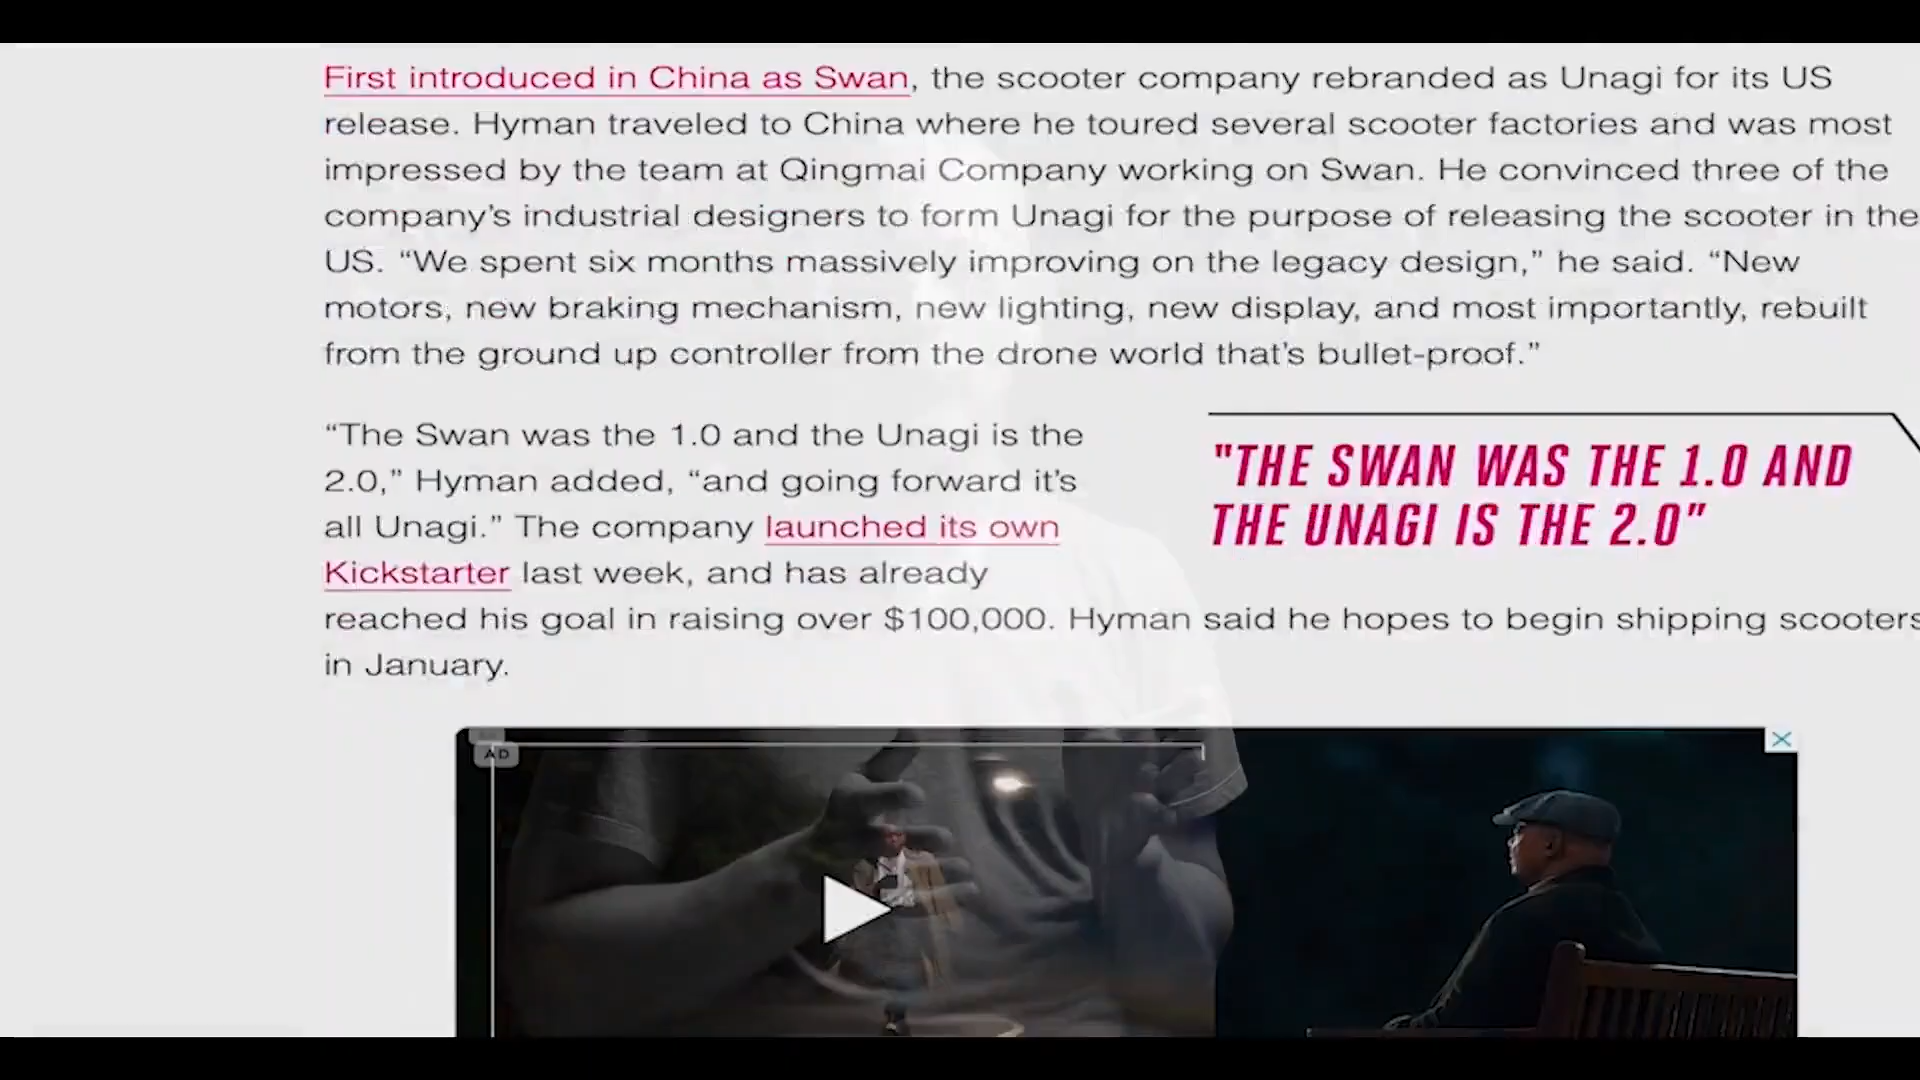 First introduced in China as Swan, the scooter company rebranded as Unagi for its US
release. Hyman traveled to China where he toured several scooter factories and was most
impressed by the team at Qingmai Company working on Swan. He convinced three of the
company’s industrial designers to form Unagi for the purpose of releasing the scooter in the
US. “We spent six months massively improving on the legacy design,” he said. “New
motors, new braking mechanism, new lighting, new display, and most importantly, rebuilt
from the ground up controller from the drone world that’s bullet-proof.”
“The Swan was the 1.0 and the Unagi is the
2.0,” Hyman added, “and going forward it’s
all Unagi.” The company launched its own
Kickstarter last week, and has already
reached his goal in raising over $100,000. Hyman said he hopes to begin shipping scooters
in January.
"THE SWAN WAS THE 1.0 AND
THE UNAGI IS THE 2.0"
AD